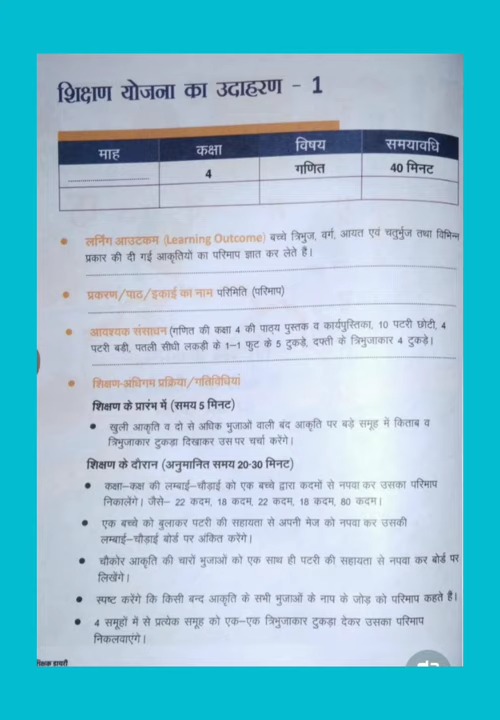 शिक्षण योजना का उदाहरण - 1
माह कक्षा विषय समयावधि
4 गणित 40 मिनट
लर्निंग आउटकम (Learning Outcome) बच्चे त्रिभुज, वर्ग, आयत एवं चतुर्भुज तथा विभिन्न
प्रकार की दी गई आकृतियों का परिमाप ज्ञात कर लेते हैं।
प्रकरण/पाठ/इकाई का नाम परिमिति (परिमाप)
आवश्यक संसाधन (गणित की कक्षा 4 की पाठ्य पुस्तक व कार्यपुस्तिका, 10 पटरी छोटी, 4
पटरी बड़ी, पतली सीधी लकड़ी के 1–1 फुट के 5 टुकड़े, दफ्ती के त्रिभुजाकार 4 टुकड़े।
शिक्षण-अधिगम प्रक्रिया/गतिविधियां
शिक्षण के प्रारंभ में (समय 5 मिनट)
खुली आकृति व दो से अधिक भुजाओं वाली बंद आकृति पर बड़े समूह में किताब व
त्रिभुजाकार टुकड़ा दिखाकर उस पर चर्चा करेंगे।
शिक्षण के दौरान (अनुमानित समय 20-30 मिनट)
कक्षा–कक्ष की लम्बाई–चौड़ाई को एक बच्चे द्वारा कदमों से नपवा कर उसका परिमाप
निकालेंगे। जैसे– 22 कदम, 18 कदम, 22 कदम, 18 कदम, 80 कदम।
एक बच्चे को बुलाकर पटरी की सहायता से अपनी मेज को नपवा कर उसकी
लम्बाई–चौड़ाई बोर्ड पर अंकित करेंगे।
चौकोर आकृति की चारों भुजाओं को एक साथ ही पटरी की सहायता से नपवा कर बोर्ड पर
लिखेंगे।
स्पष्ट करेंगे कि किसी बन्द आकृति के सभी भुजाओं के नाप के जोड़ को परिमाप कहते हैं।
4 समूहों में से प्रत्येक समूह को एक–एक त्रिभुजाकार टुकड़ा देकर उसका परिमाप
निकलवाएंगे।
शिक्षक डायरी